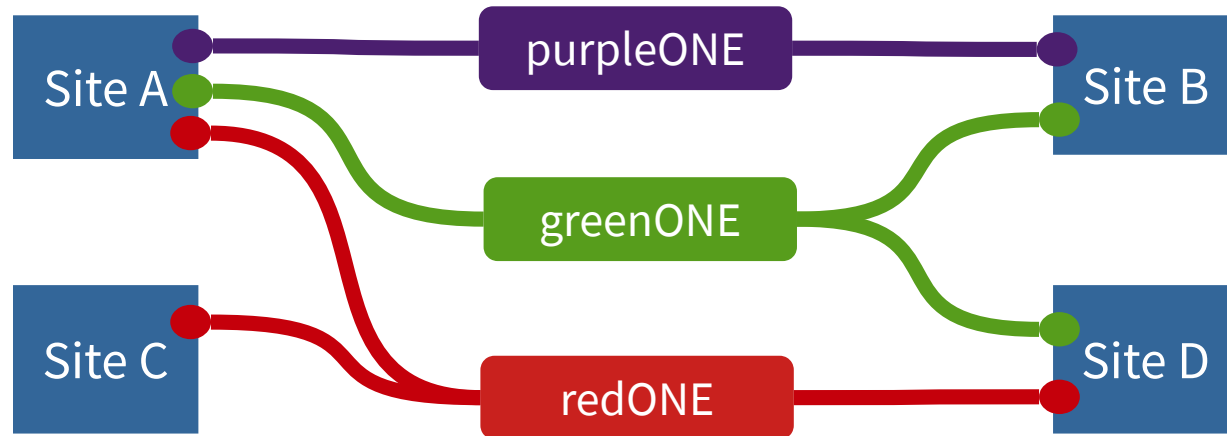 purpleONE
Site A
Site B
greenONE
Site C
Site D
redONE